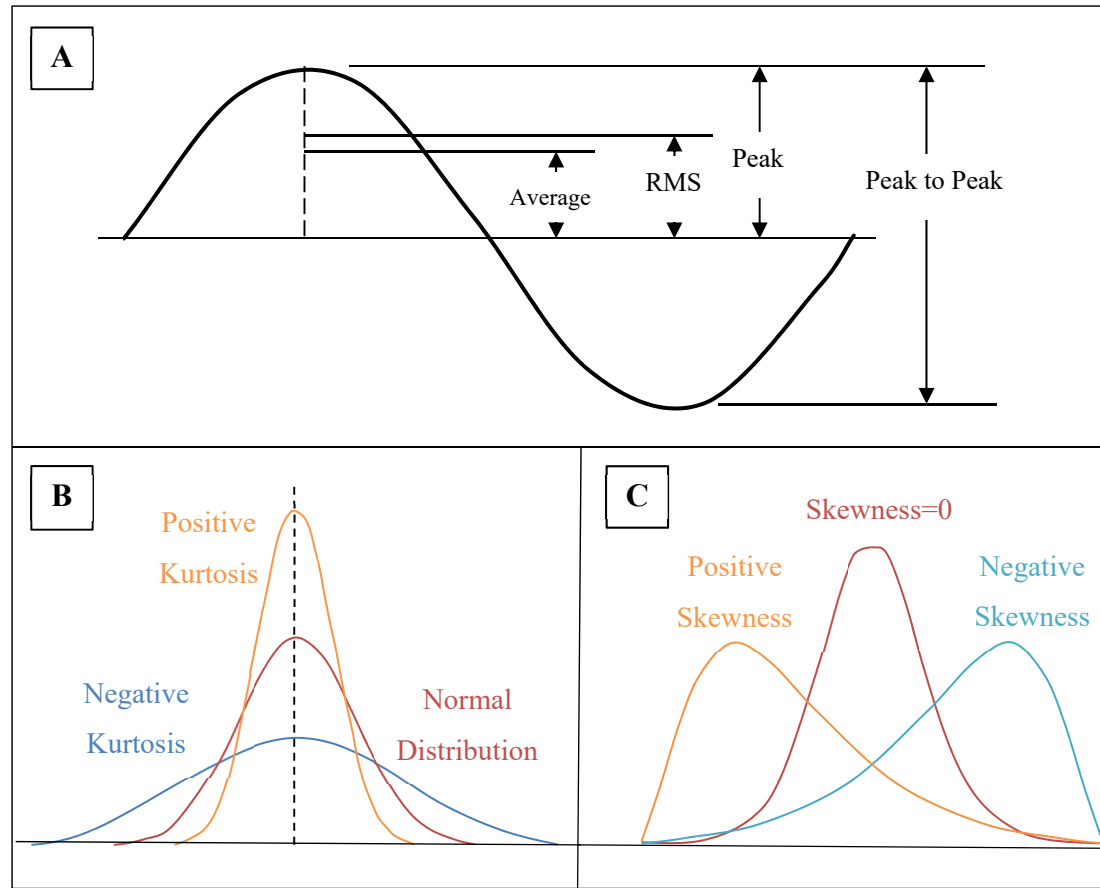 A
Average
RMS
Peak
Peak to Peak
B
Positive
Kurtosis
Negative
Kurtosis
Normal
Distribution
C
Skewness=0
Positive
Skewness
Negative
Skewness